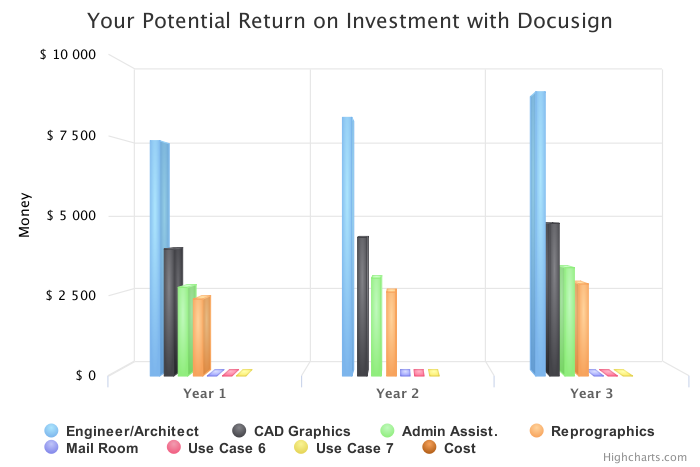 Your Potential Return on Investment with Docusign
$ 10 000
$ 7 500
$ 5 000
$ 2 500
$ 0
Money
Year 1 Year 2 Year 3
Engineer/Architect CAD Graphics Admin Assist. Reprographics
Mail Room Use Case 6 Use Case 7 Cost
Highcharts.com